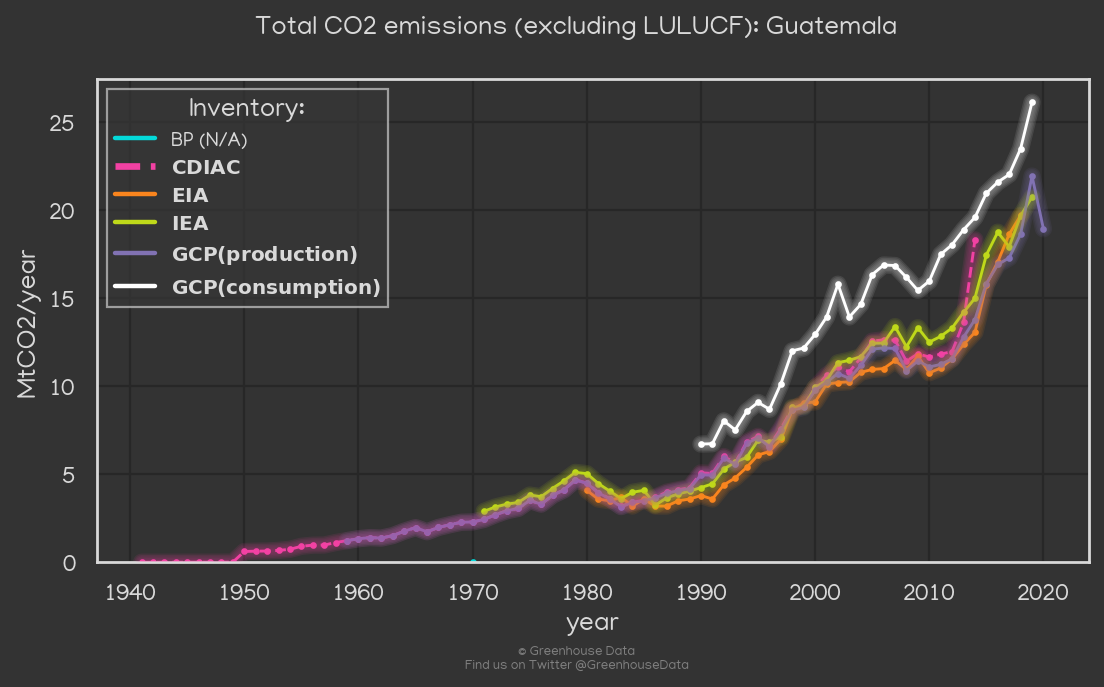 Total CO2 emissions (excluding LULUCF): Guatemala
Inventory:
BP (N/A)
CDIAC
EIA
IEA
GCP(production)
GCP(consumption)
MtCO2/year
25
20
15
10
5
0
1940 1950 1960 1970 1980 1990 2000 2010 2020
year
© Greenhouse Data
Find us on Twitter @GreenhouseData